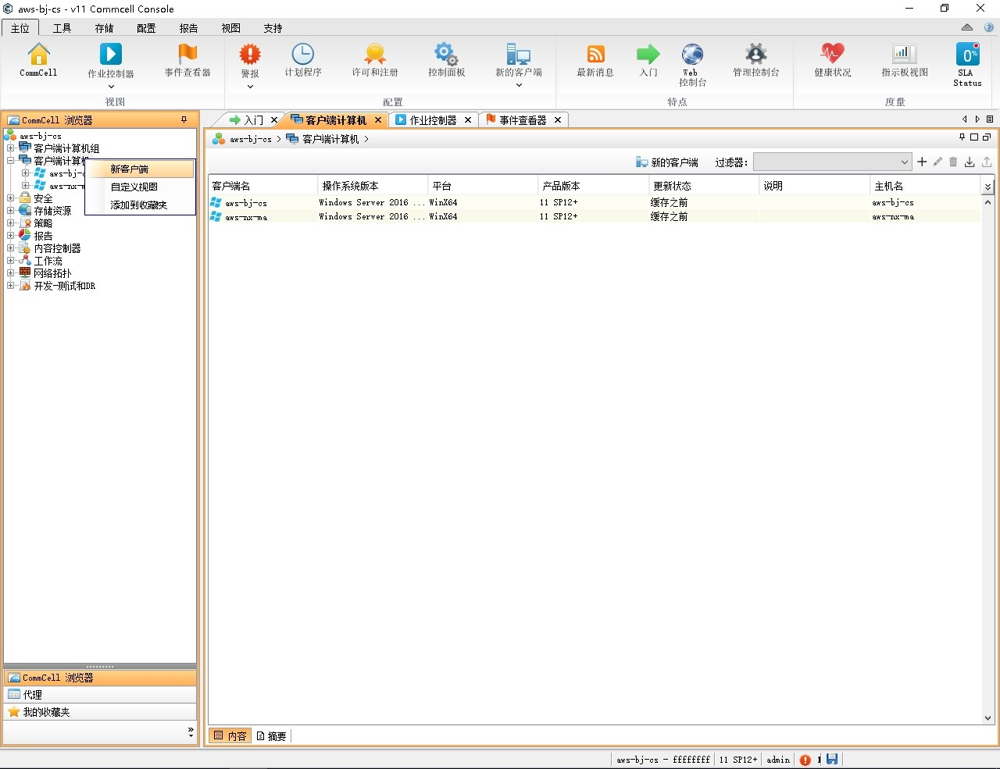 aws-bj-cs - v11 Commcell Console
主位 工具 存储 配置 报告 视图 支持
CommCell 作业控制器 事件查看器 警报 计划程序 许可和注册 控制面板 新的客户端 最新消息 入门 Web 控制台 管理控制台 健康状况 指示板视图 0% SLA Status
视图 配置 特点 度量
CommCell 浏览器
aws-bj-cs
客户端计算机组
客户端计算机
aws-bj-c
aws-nx-m
安全
存储资源
策略
报告
内容控制器
工作流
网络拓扑
开发-测试和DR
新客户端
自定义视图
添加到收藏夹
CommCell 浏览器
代理
我的收藏夹
入门 客户端计算机 作业控制器 事件查看器
aws-bj-cs > 客户端计算机 >
新的客户端 过滤器:
客户端名 操作系统版本 平台 产品版本 更新状态 说明 主机名
aws-bj-cs Windows Server 2016 ... WinX64 11 SP12+ 缓存之前 aws-bj-cs
aws-nx-ma Windows Server 2016 ... WinX64 11 SP12+ 缓存之前 aws-nx-ma
内容 摘要
aws-bj-cs - ffffffff 11 SP12+ admin 1